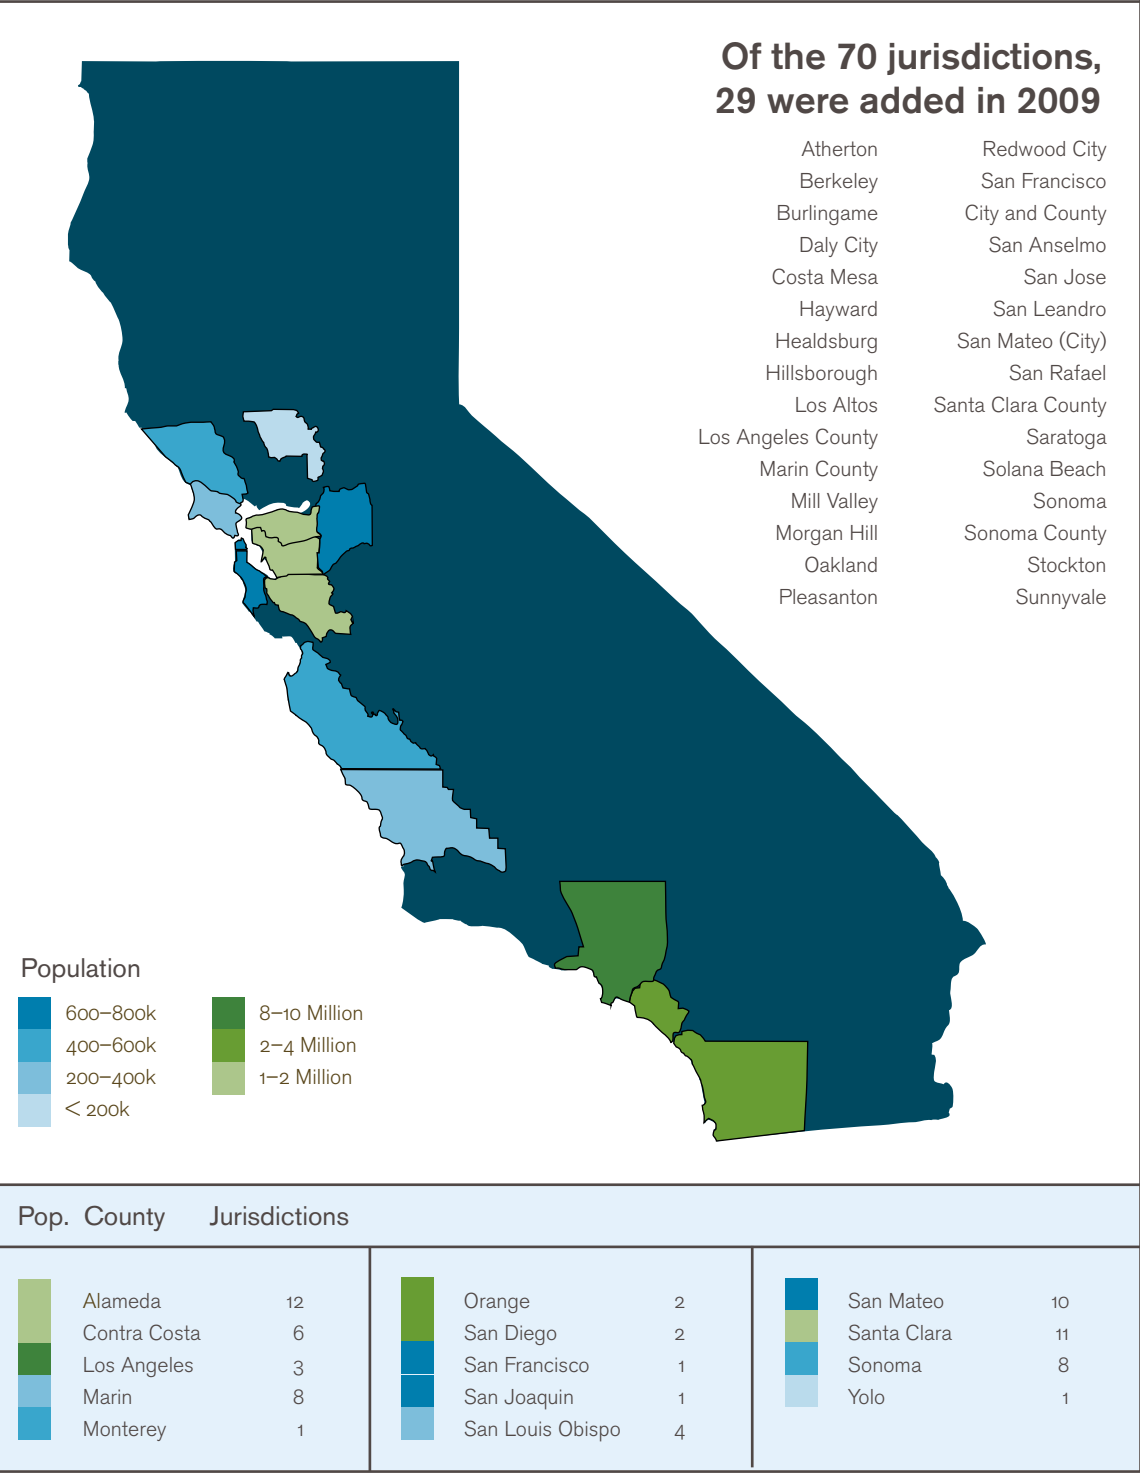 Of the 70 jurisdictions,
29 were added in 2009
Atherton
Berkeley
Burlingame
Daly City
Costa Mesa
Hayward
Healdsburg
Hillsborough
Los Altos
Los Angeles County
Marin County
Mill Valley
Morgan Hill
Oakland
Pleasanton
Redwood City
San Francisco
City and County
San Anselmo
San Jose
San Leandro
San Mateo (City)
San Rafael
Santa Clara County
Saratoga
Solana Beach
Sonoma
Sonoma County
Stockton
Sunnyvale
Population
600–800k
400–600k
200–400k
< 200k
8–10 Million
2–4 Million
1–2 Million
Pop. County Jurisdictions
Alameda 12
Contra Costa 6
Los Angeles 3
Marin 8
Monterey 1
Orange 2
San Diego 2
San Francisco 1
San Joaquin 1
San Louis Obispo 4
San Mateo 10
Santa Clara 11
Sonoma 8
Yolo 1